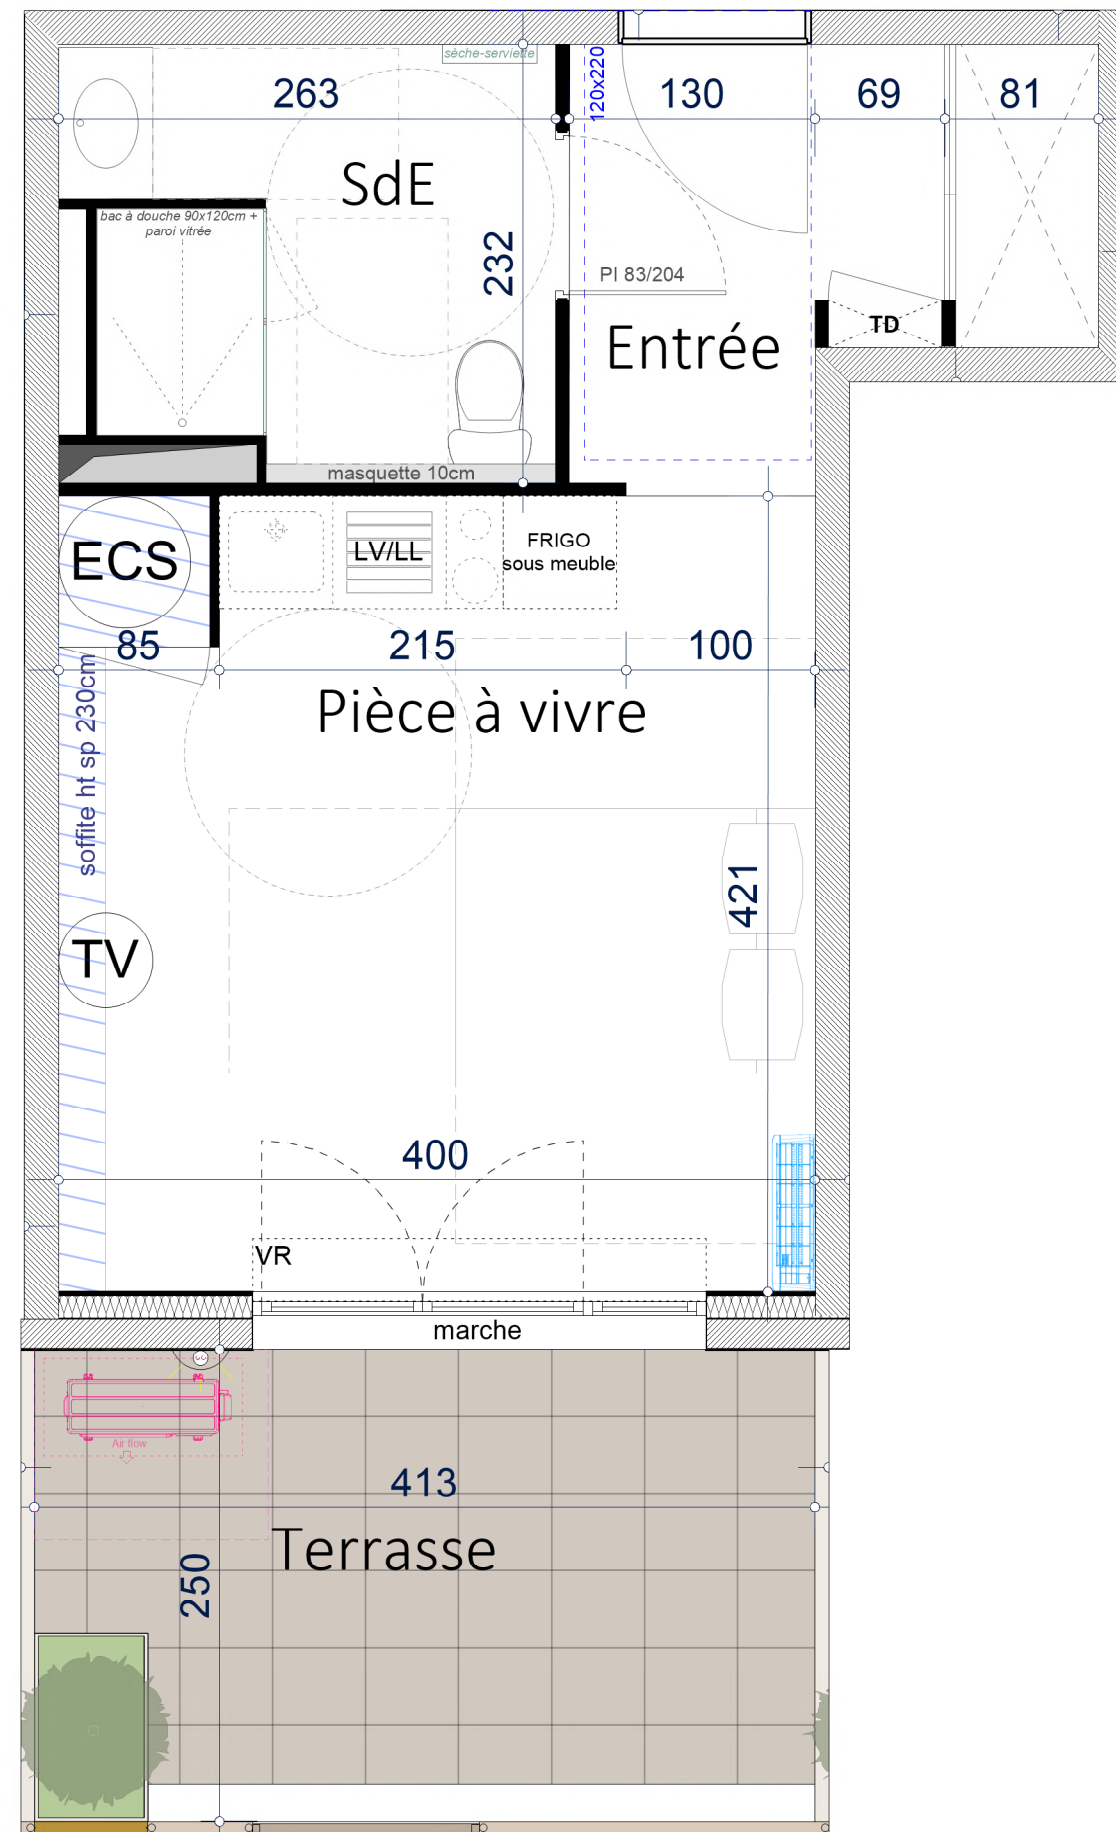 sèche-serviette
263
130
69
81
120x220
SdE
bac à douche 90x120cm +
paroi vitrée
232
PI 83/204
TD
Entrée
masquette 10cm
ECS
LV/LL
FRIGO
sous meuble
85
215
100
soffite ht sp 230cm
Pièce à vivre
421
TV
400
VR
marche
Air flow
413
Terrasse
250